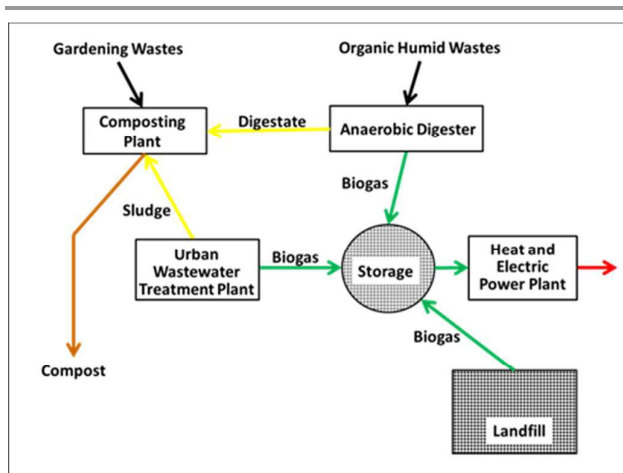 Gardening Wastes
Organic Humid Wastes
Composting
Plant
Digestate
Anaerobic Digester
Biogas
Sludge
Urban
Wastewater
Treatment Plant
Biogas
Storage
Heat and
Electric
Power Plant
Biogas
Compost
Landfill